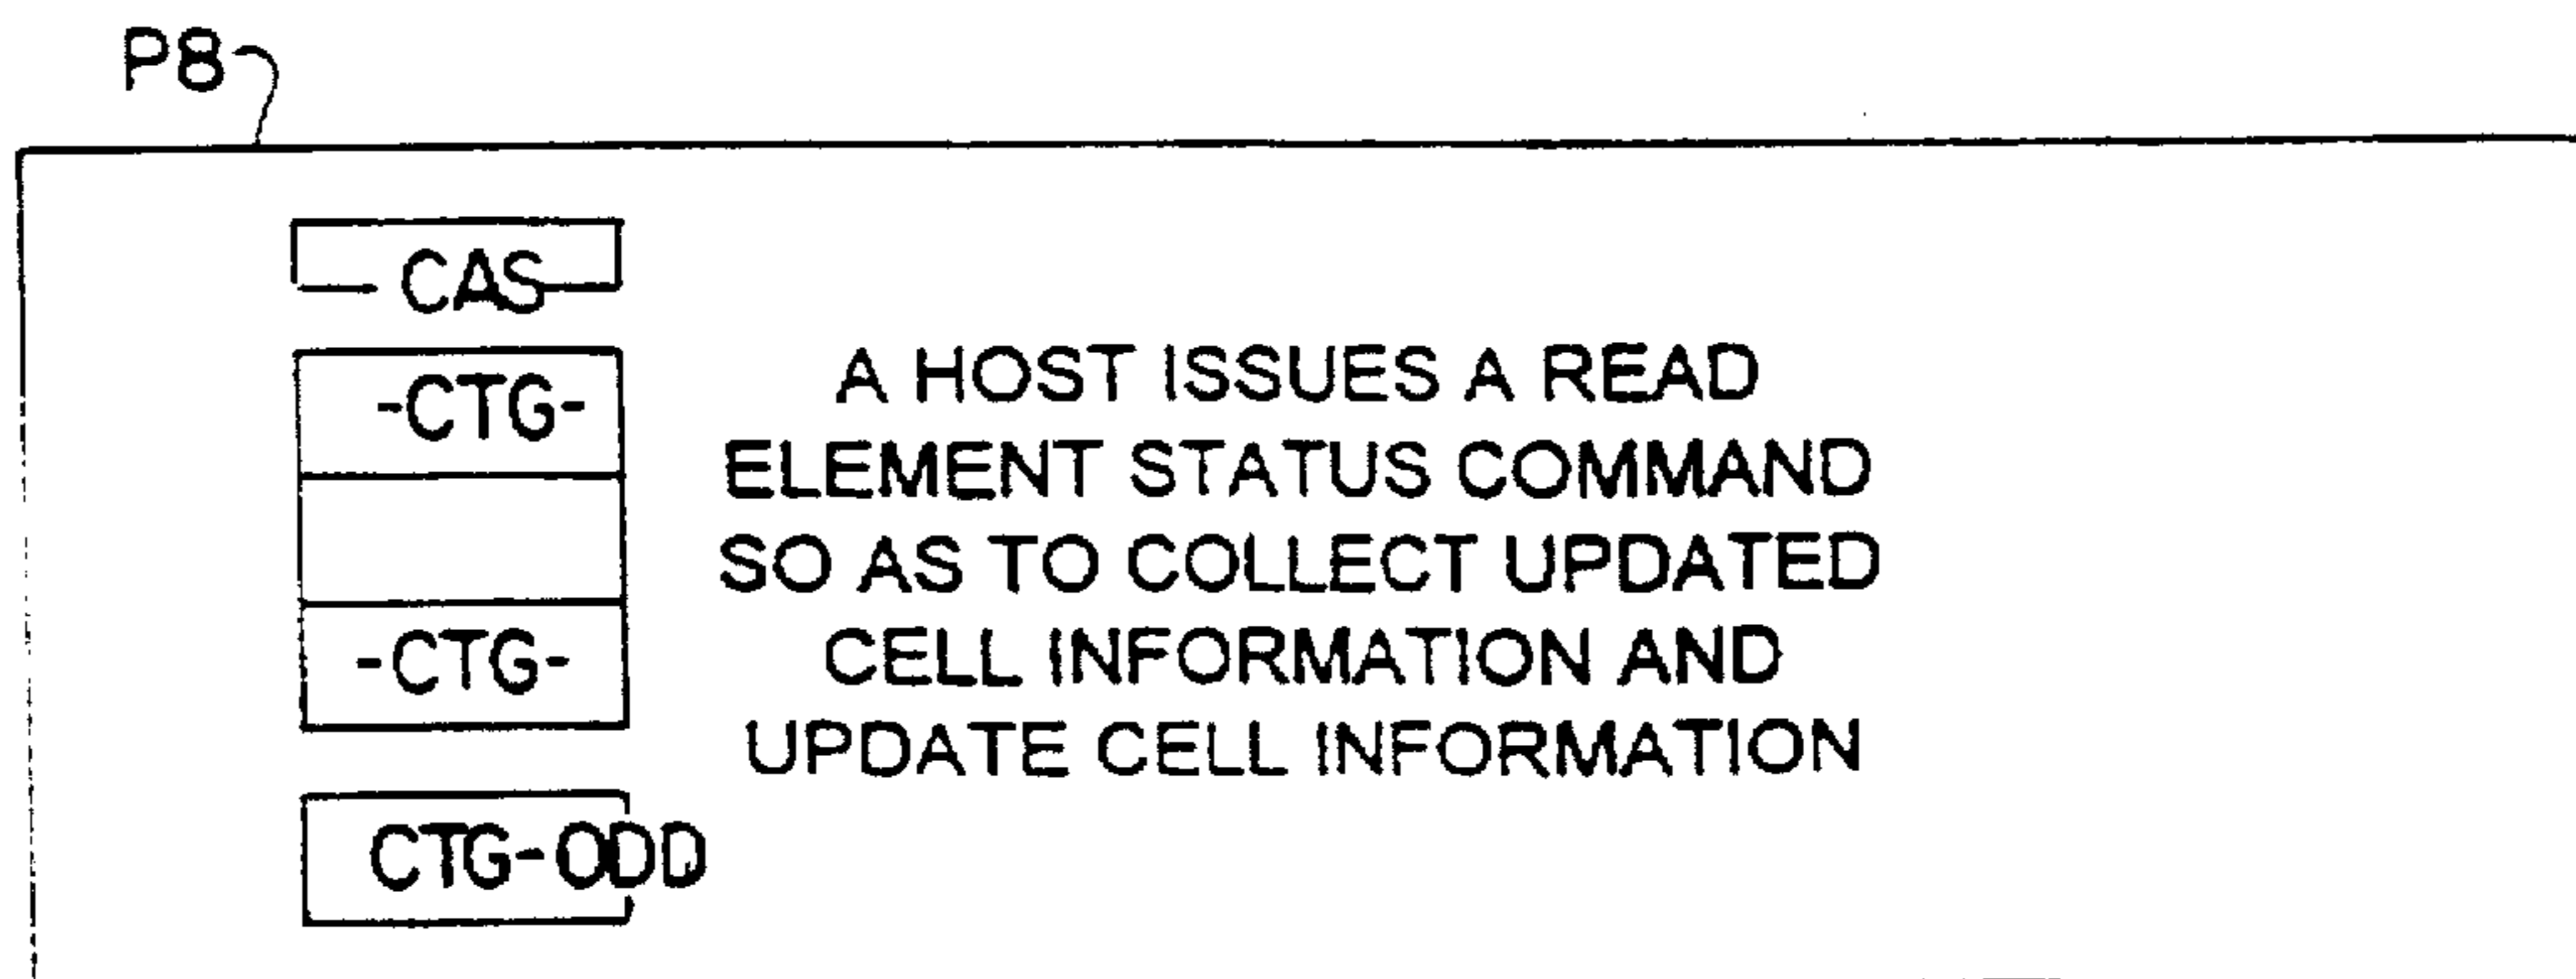 P8
CAS
-CTG-
-CTG-
CTG-ODD
A HOST ISSUES A READ
ELEMENT STATUS COMMAND
SO AS TO COLLECT UPDATED
CELL INFORMATION AND
UPDATE CELL INFORMATION